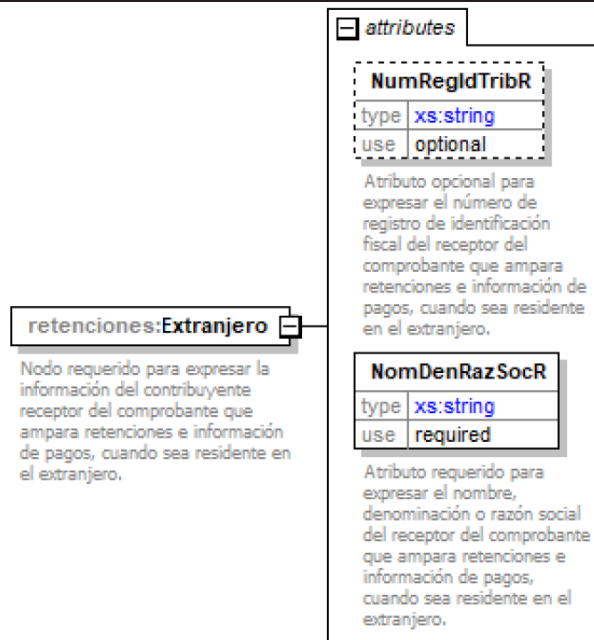 attributes
NumRegIdTribR
type xs:string
use optional
Atributo opcional para
expresar el número de
registro de identificación
fiscal del receptor del
comprobante que ampara
retenciones e información de
pagos, cuando sea residente
en el extranjero.
retenciones:Extranjero
Nodo requerido para expresar la
información del contribuyente
receptor del comprobante que
ampara retenciones e información
de pagos, cuando sea residente en
el extranjero.
NomDenRazSocR
type xs:string
use required
Atributo requerido para
expresar el nombre,
denominación o razón social
del receptor del comprobante
que ampara retenciones e
información de pagos,
cuando sea residente en el
extranjero.